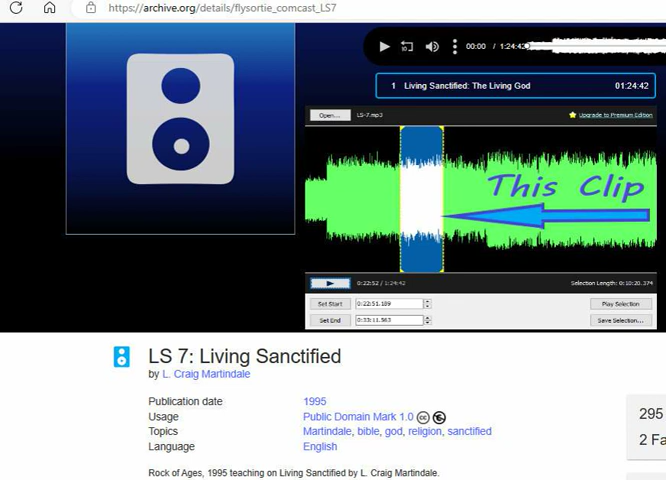 https://archive.org/details/flysortie_comcast_LS7
00:00 / 1:24:42
1 Living Sanctified: The Living God 01:24:42
Open... LS-7.mp3 Upgrade to Premium Edition
This Clip
0:22:52 / 1:24:42 Selection Length: 0:10:20.374
Set Start 0:22:51.189 Play Selection
Set End 0:33:11.563 Save Selection...
LS 7: Living Sanctified
by L. Craig Martindale
Publication date 1995
Usage Public Domain Mark 1.0
Topics Martindale, bible, god, religion, sanctified
Language English
295
2 Fa
Rock of Ages, 1995 teaching on Living Sanctified by L. Craig Martindale.